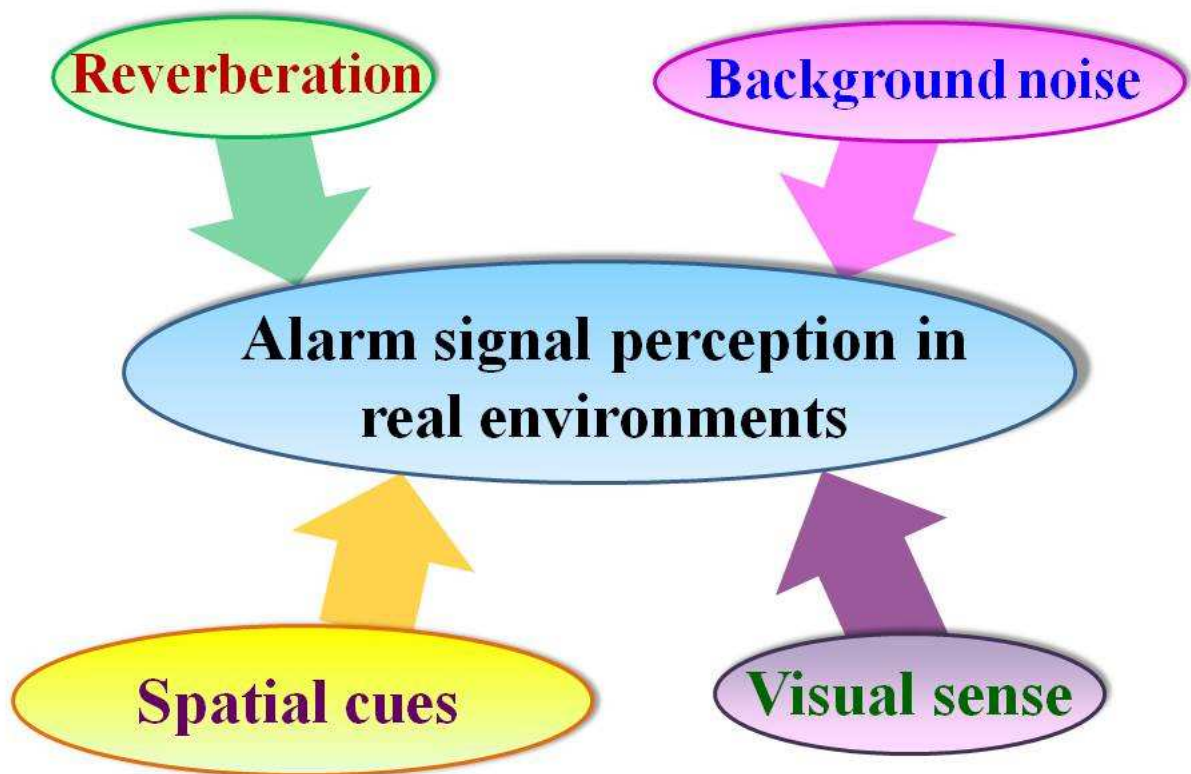 Reverberation
Background noise
Alarm signal perception in
real environments
Spatial cues
Visual sense